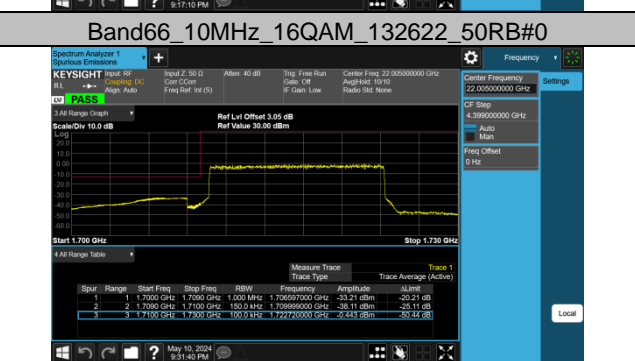 9:17:10 PM
Band66_10MHz_16QAM_132622_50RB#0
Spectrum Analyzer 1
Spurious Emissions
Frequency
KEYSIGHT Input: RF Input Z: 50 Ω Atten: 40 dB Trig: Free Run Center Freq: 22.005000000 GHz
RL Coupling: DC Corr CCorr Gate: Off Avg|Hold: 10/10
Align: Auto Freq Ref: Int (S) IF Gain: Low Radio Std: None
PASS
Center Frequency
22.005000000 GHz
Settings
CF Step
4.399000000 GHz
Auto
Man
Freq Offset
0 Hz
3 All Range Graph
Ref Lvl Offset 3.05 dB
Scale/Div 10.0 dB Ref Value 30.00 dBm
Log
20.0
10.0
0.00
-10.0
-20.0
-30.0
-40.0
-50.0
-60.0
Start 1.700 GHz Stop 1.730 GHz
4 All Range Table
Measure Trace Trace 1
Trace Type Trace Average (Active)
Spur Range Start Freq Stop Freq RBW Frequency Amplitude ΔLimit
1 1 1.7000 GHz 1.7090 GHz 1.000 MHz 1.706597000 GHz -33.21 dBm -20.21 dB
2 2 1.7090 GHz 1.7100 GHz 150.0 kHz 1.709999000 GHz -38.11 dBm -25.11 dB
3 3 1.7100 GHz 1.7300 GHz 100.0 kHz 1.722720000 GHz -0.443 dBm -50.44 dB
Local
May 10, 2024
9:31:40 PM